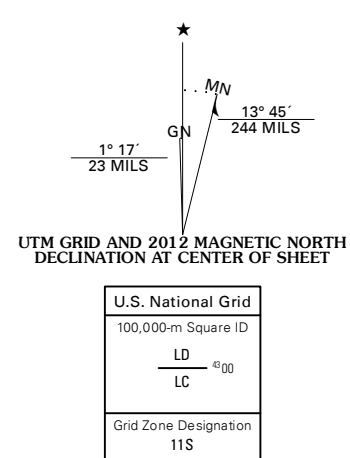 ★
MN
GN
13° 45´
244 MILS
1° 17´
23 MILS
UTM GRID AND 2012 MAGNETIC NORTH
DECLINATION AT CENTER OF SHEET
U.S. National Grid
100,000-m Square ID
LD
4300
LC
Grid Zone Designation
11S